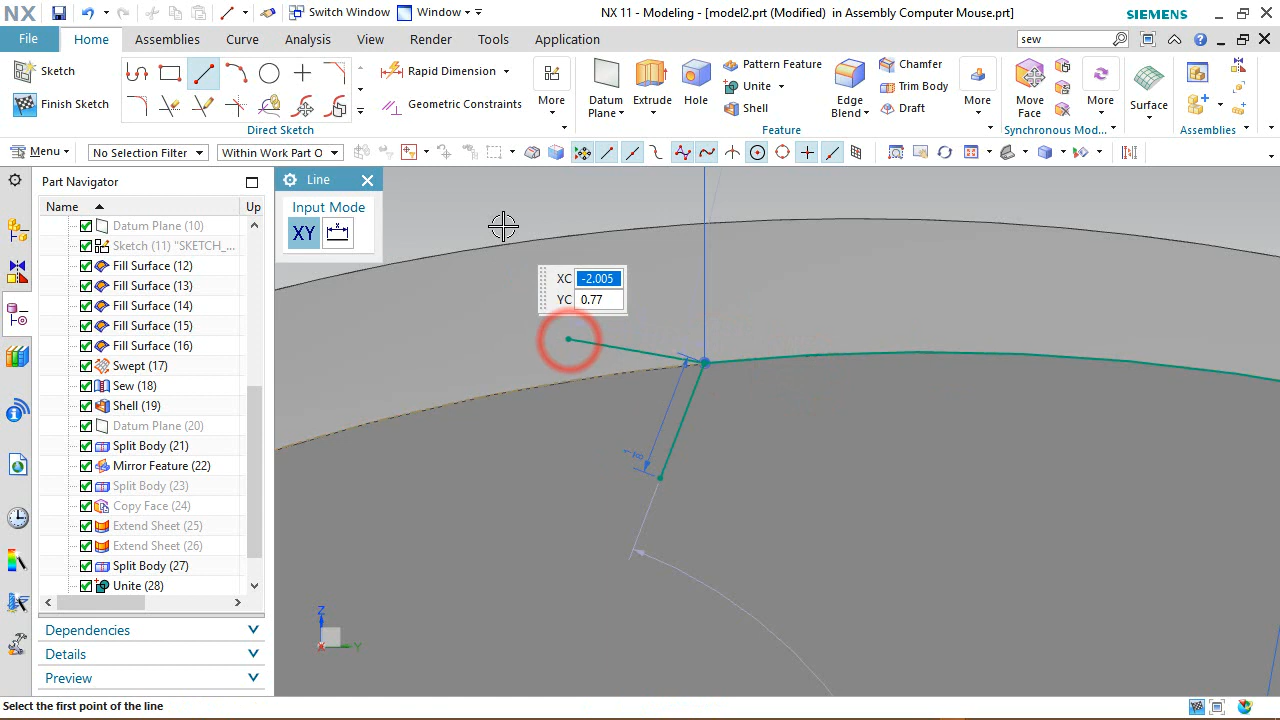 NX
Switch Window
Window
NX 11 - Modeling - [model2.prt (Modified) in Assembly Computer Mouse.prt]
SIEMENS
File
Home
Assemblies
Curve
Analysis
View
Render
Tools
Application
sew
Sketch
Finish Sketch
Direct Sketch
Rapid Dimension
Geometric Constraints
More
Datum
Plane
Extrude
Hole
Pattern Feature
Unite
Shell
Edge
Blend
Chamfer
Trim Body
Draft
More
Feature
Move
Face
More
Synchronous Mod...
Surface
Assemblies
Menu
No Selection Filter
Within Work Part O
Part Navigator
Name
Up
Datum Plane (10)
Sketch (11) "SKETCH_...
Fill Surface (12)
Fill Surface (13)
Fill Surface (14)
Fill Surface (15)
Fill Surface (16)
Swept (17)
Sew (18)
Shell (19)
Datum Plane (20)
Split Body (21)
Mirror Feature (22)
Split Body (23)
Copy Face (24)
Extend Sheet (25)
Extend Sheet (26)
Split Body (27)
Unite (28)
Dependencies
Details
Preview
Line
Input Mode
XY
XC -2.005
YC 0.77
Z
X
Y
Select the first point of the line